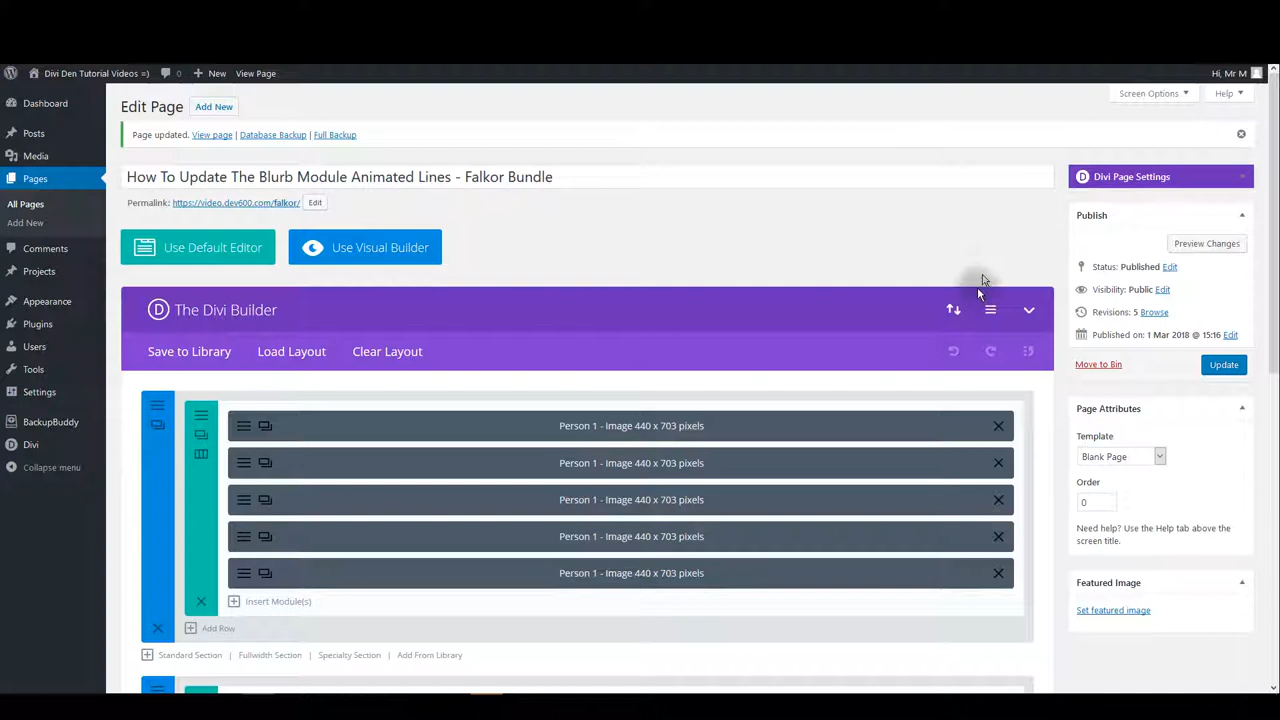 Divi Den Tutorial Videos =) 0 New View Page Hi, Mr M
Dashboard
Posts
Media
Pages
All Pages
Add New
Comments
Projects
Appearance
Plugins
Users
Tools
Settings
BackupBuddy
Divi
Collapse menu
Screen Options Help
Edit Page Add New
Page updated. View page | Database Backup | Full Backup
How To Update The Blurb Module Animated Lines - Falkor Bundle
Permalink: https://video.dev600.com/falkor/ Edit
Use Default Editor Use Visual Builder
D The Divi Builder
Save to Library Load Layout Clear Layout
Person 1 - Image 440 x 703 pixels
Person 1 - Image 440 x 703 pixels
Person 1 - Image 440 x 703 pixels
Person 1 - Image 440 x 703 pixels
Person 1 - Image 440 x 703 pixels
Insert Module(s)
Add Row
Standard Section | Fullwidth Section | Specialty Section | Add From Library
D Divi Page Settings
Publish
Preview Changes
Status: Published Edit
Visibility: Public Edit
Revisions: 5 Browse
Published on: 1 Mar 2018 @ 15:16 Edit
Move to Bin Update
Page Attributes
Template
Blank Page
Order
0
Need help? Use the Help tab above the
screen title.
Featured Image
Set featured image